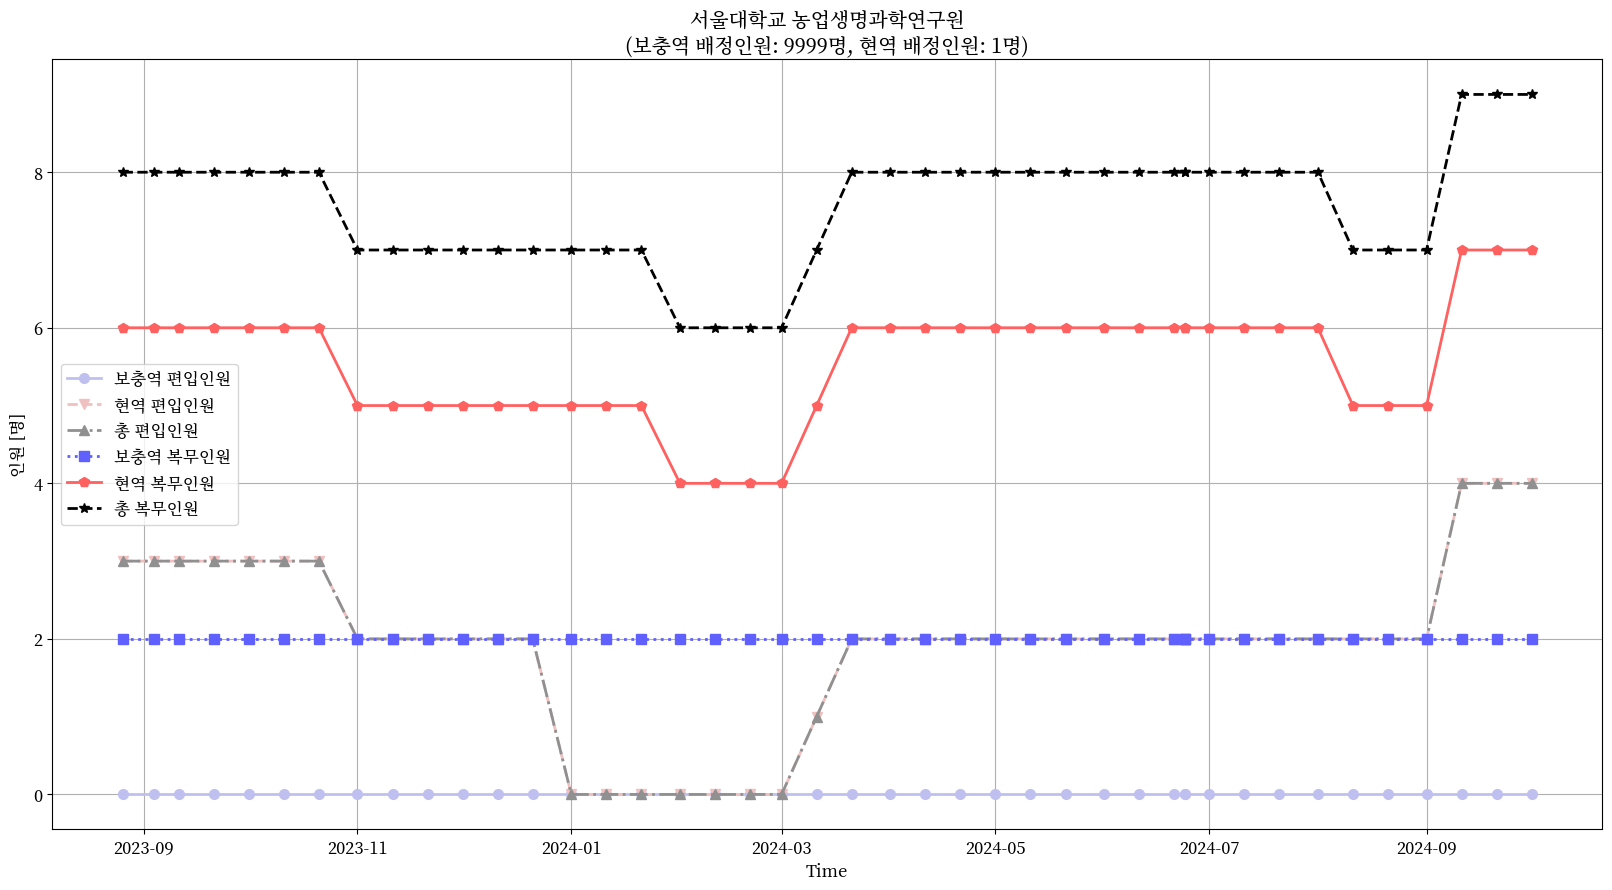 서울대학교 농업생명과학연구원
(보충역 배정인원: 9999명, 현역 배정인원: 1명)
8
6
4
2
0
인원 [명]
보충역 편입인원
현역 편입인원
총 편입인원
보충역 복무인원
현역 복무인원
총 복무인원
2023-09
2023-11
2024-01
2024-03
2024-05
2024-07
2024-09
Time